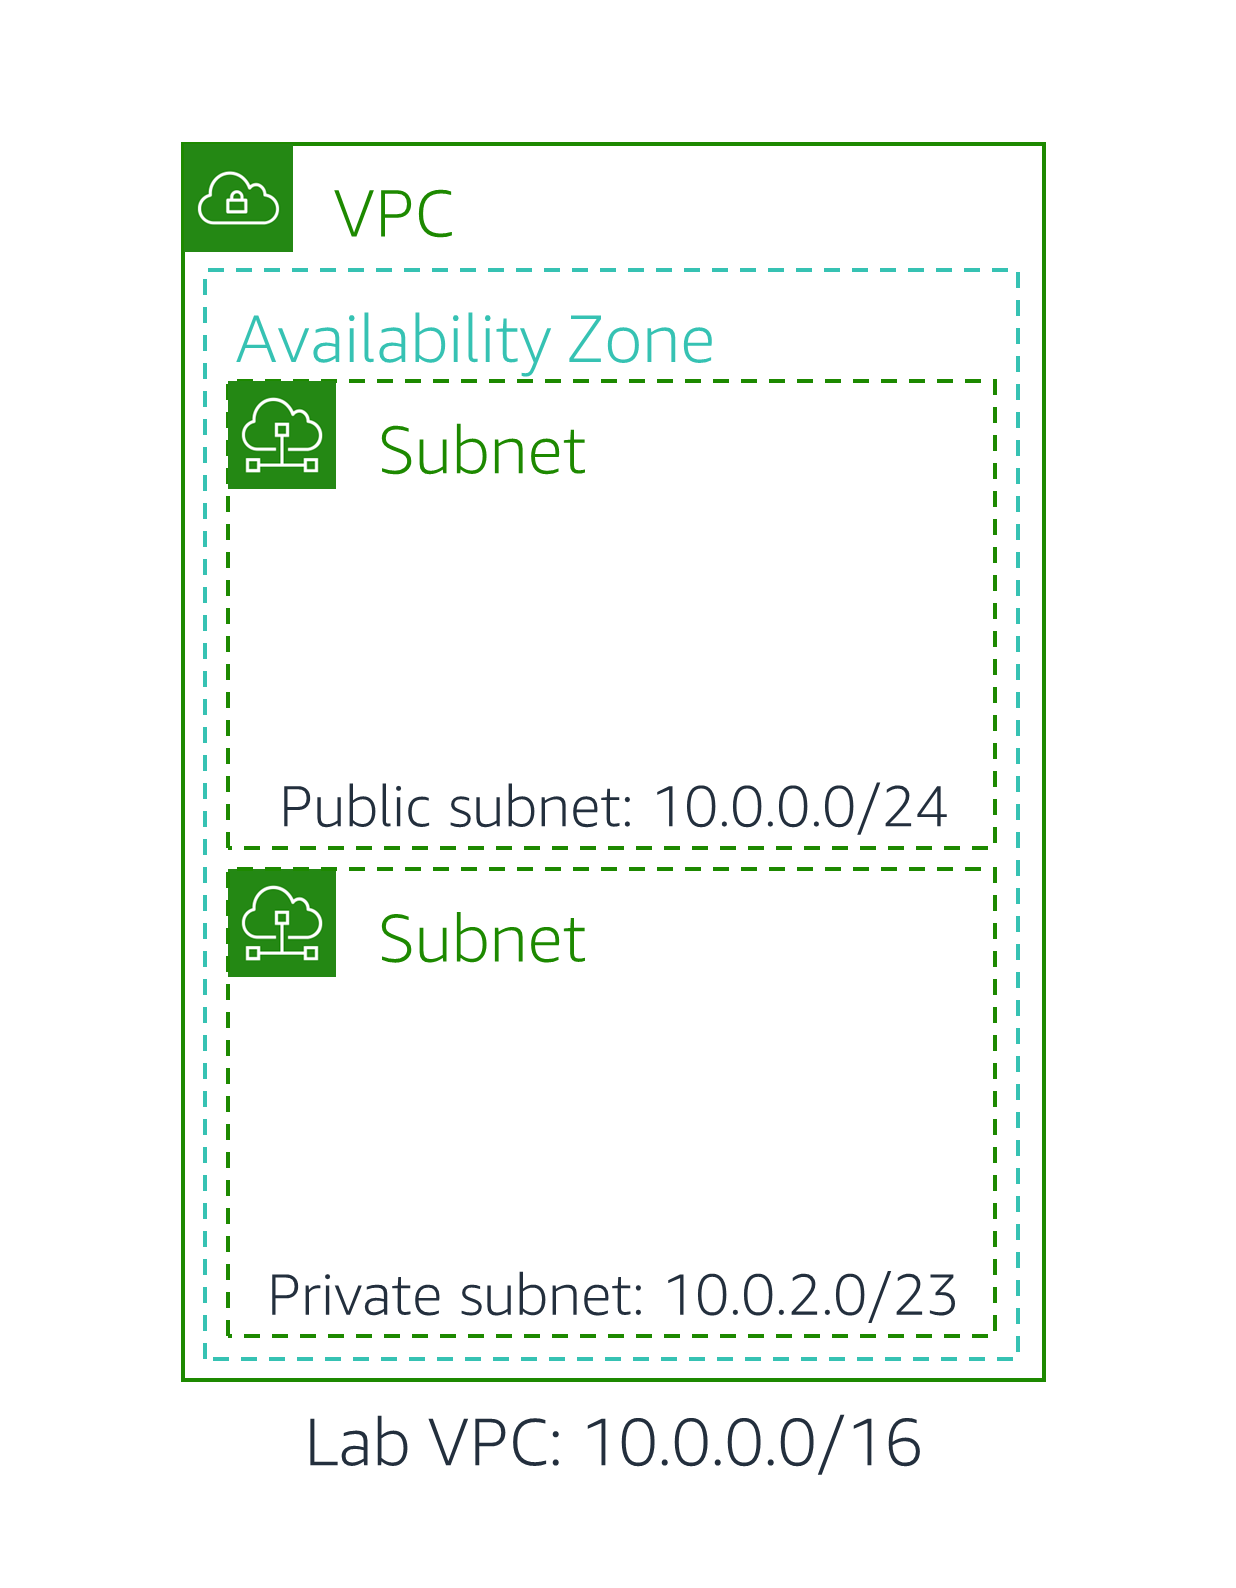 VPC
Availability Zone
Subnet
Public subnet: 10.0.0.0/24
Subnet
Private subnet: 10.0.2.0/23
Lab VPC: 10.0.0.0/16